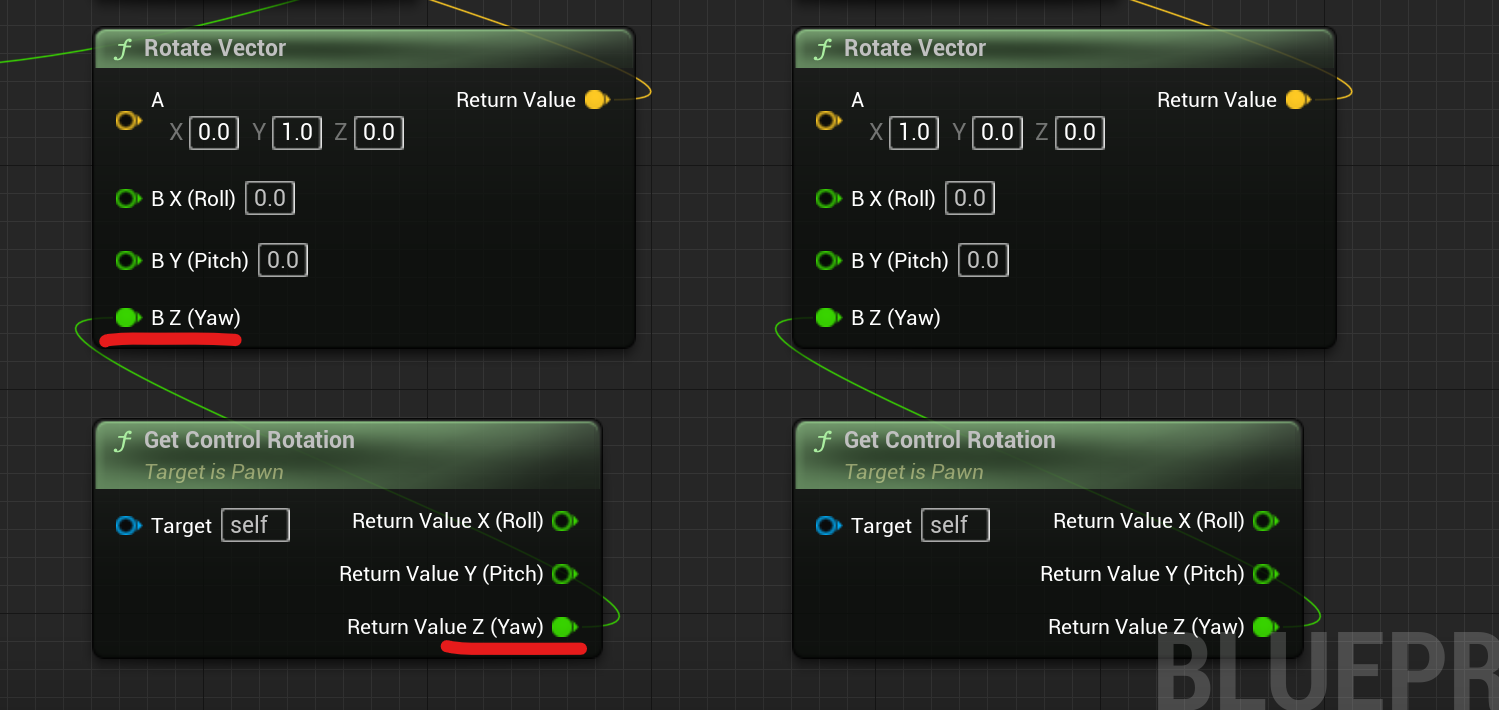 f Rotate Vector
A
Return Value
X 0.0 Y 1.0 Z 0.0
B X (Roll) 0.0
B Y (Pitch) 0.0
B Z (Yaw)
f Get Control Rotation
Target is Pawn
Target self
Return Value X (Roll)
Return Value Y (Pitch)
Return Value Z (Yaw)
f Rotate Vector
A
Return Value
X 1.0 Y 0.0 Z 0.0
B X (Roll) 0.0
B Y (Pitch) 0.0
B Z (Yaw)
f Get Control Rotation
Target is Pawn
Target self
Return Value X (Roll)
Return Value Y (Pitch)
Return Value Z (Yaw)
BLUEPR